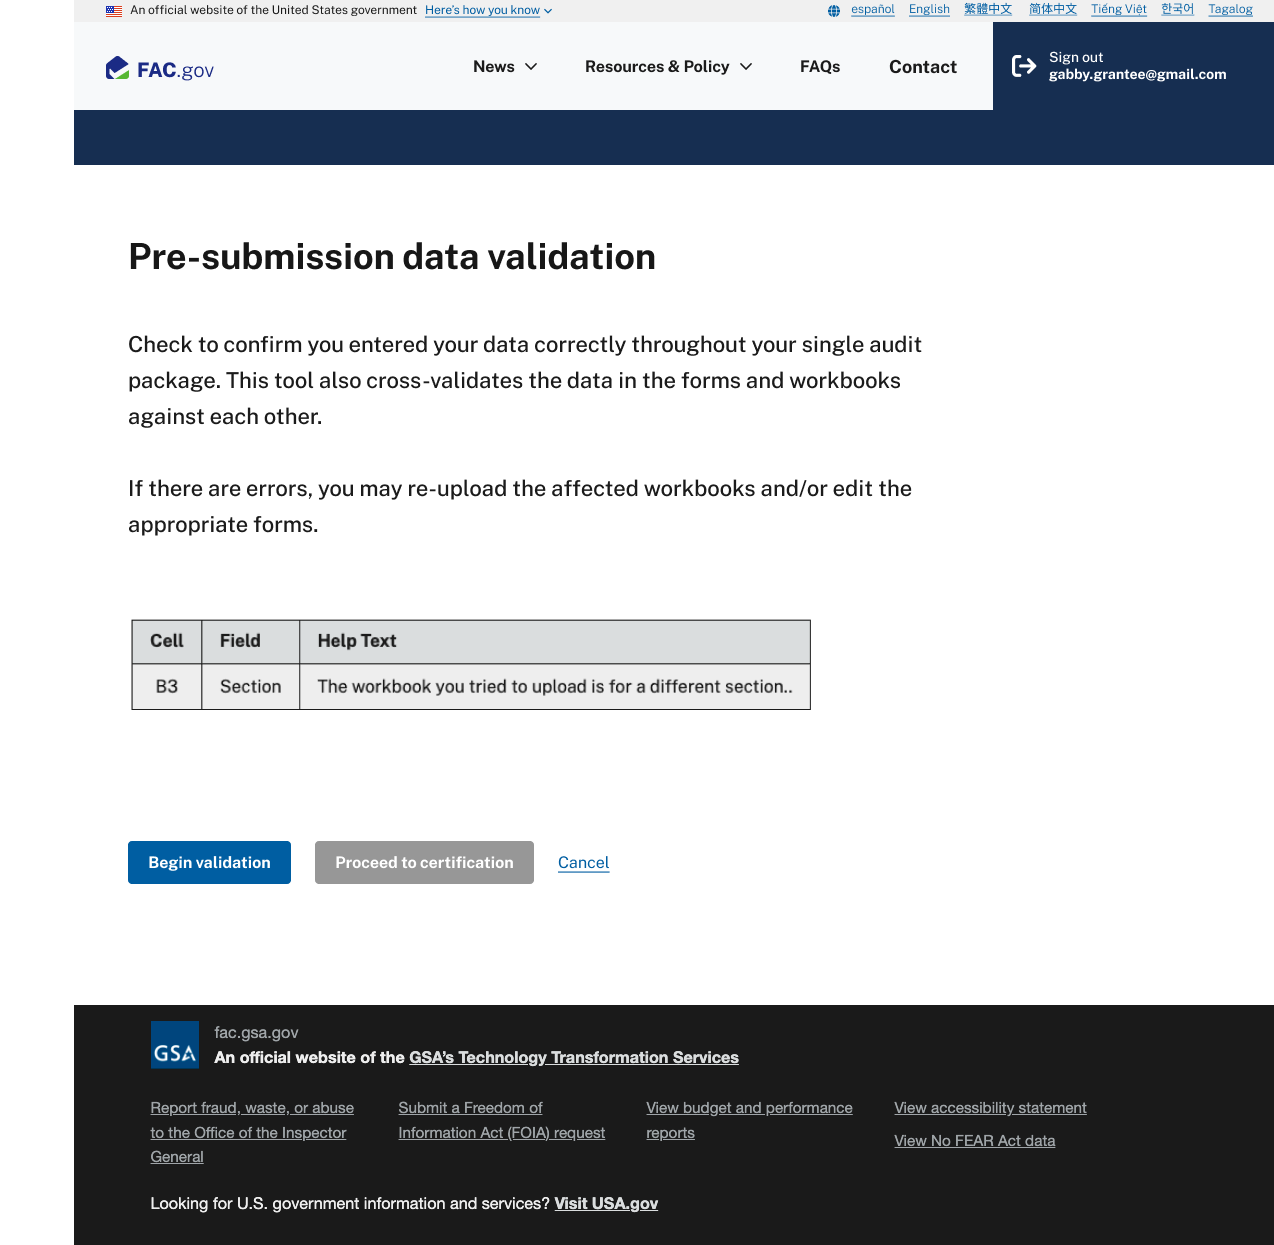 An official website of the United States government Here's how you know
español English 繁體中文 简体中文 Tiếng Việt 한국어 Tagalog
FAC.gov
News
Resources & Policy
FAQs
Contact
Sign out
gabby.grantee@gmail.com
Pre-submission data validation
Check to confirm you entered your data correctly throughout your single audit
package. This tool also cross-validates the data in the forms and workbooks
against each other.
If there are errors, you may re-upload the affected workbooks and/or edit the
appropriate forms.
Cell Field Help Text
B3 Section The workbook you tried to upload is for a different section..
Begin validation
Proceed to certification
Cancel
GSA
fac.gsa.gov
An official website of the GSA's Technology Transformation Services
Report fraud, waste, or abuse
to the Office of the Inspector
General
Submit a Freedom of
Information Act (FOIA) request
View budget and performance
reports
View accessibility statement
View No FEAR Act data
Looking for U.S. government information and services? Visit USA.gov